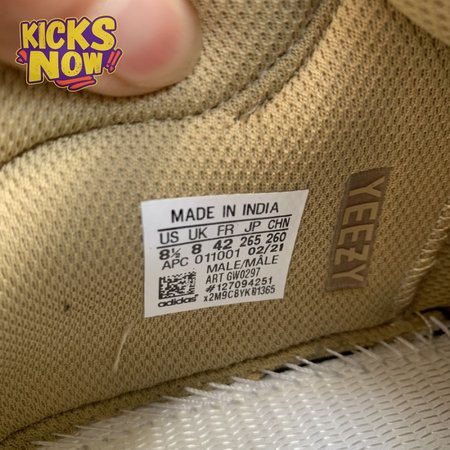 KICKS
NOW!!
MADE IN INDIA
US UK FR JP CHN
8½ 8 42 265 260
APC 011001 02/21
MALE/MÂLE
ART GW0297
#127094251
x2M9C8YKB1365
adidas
YEEZY